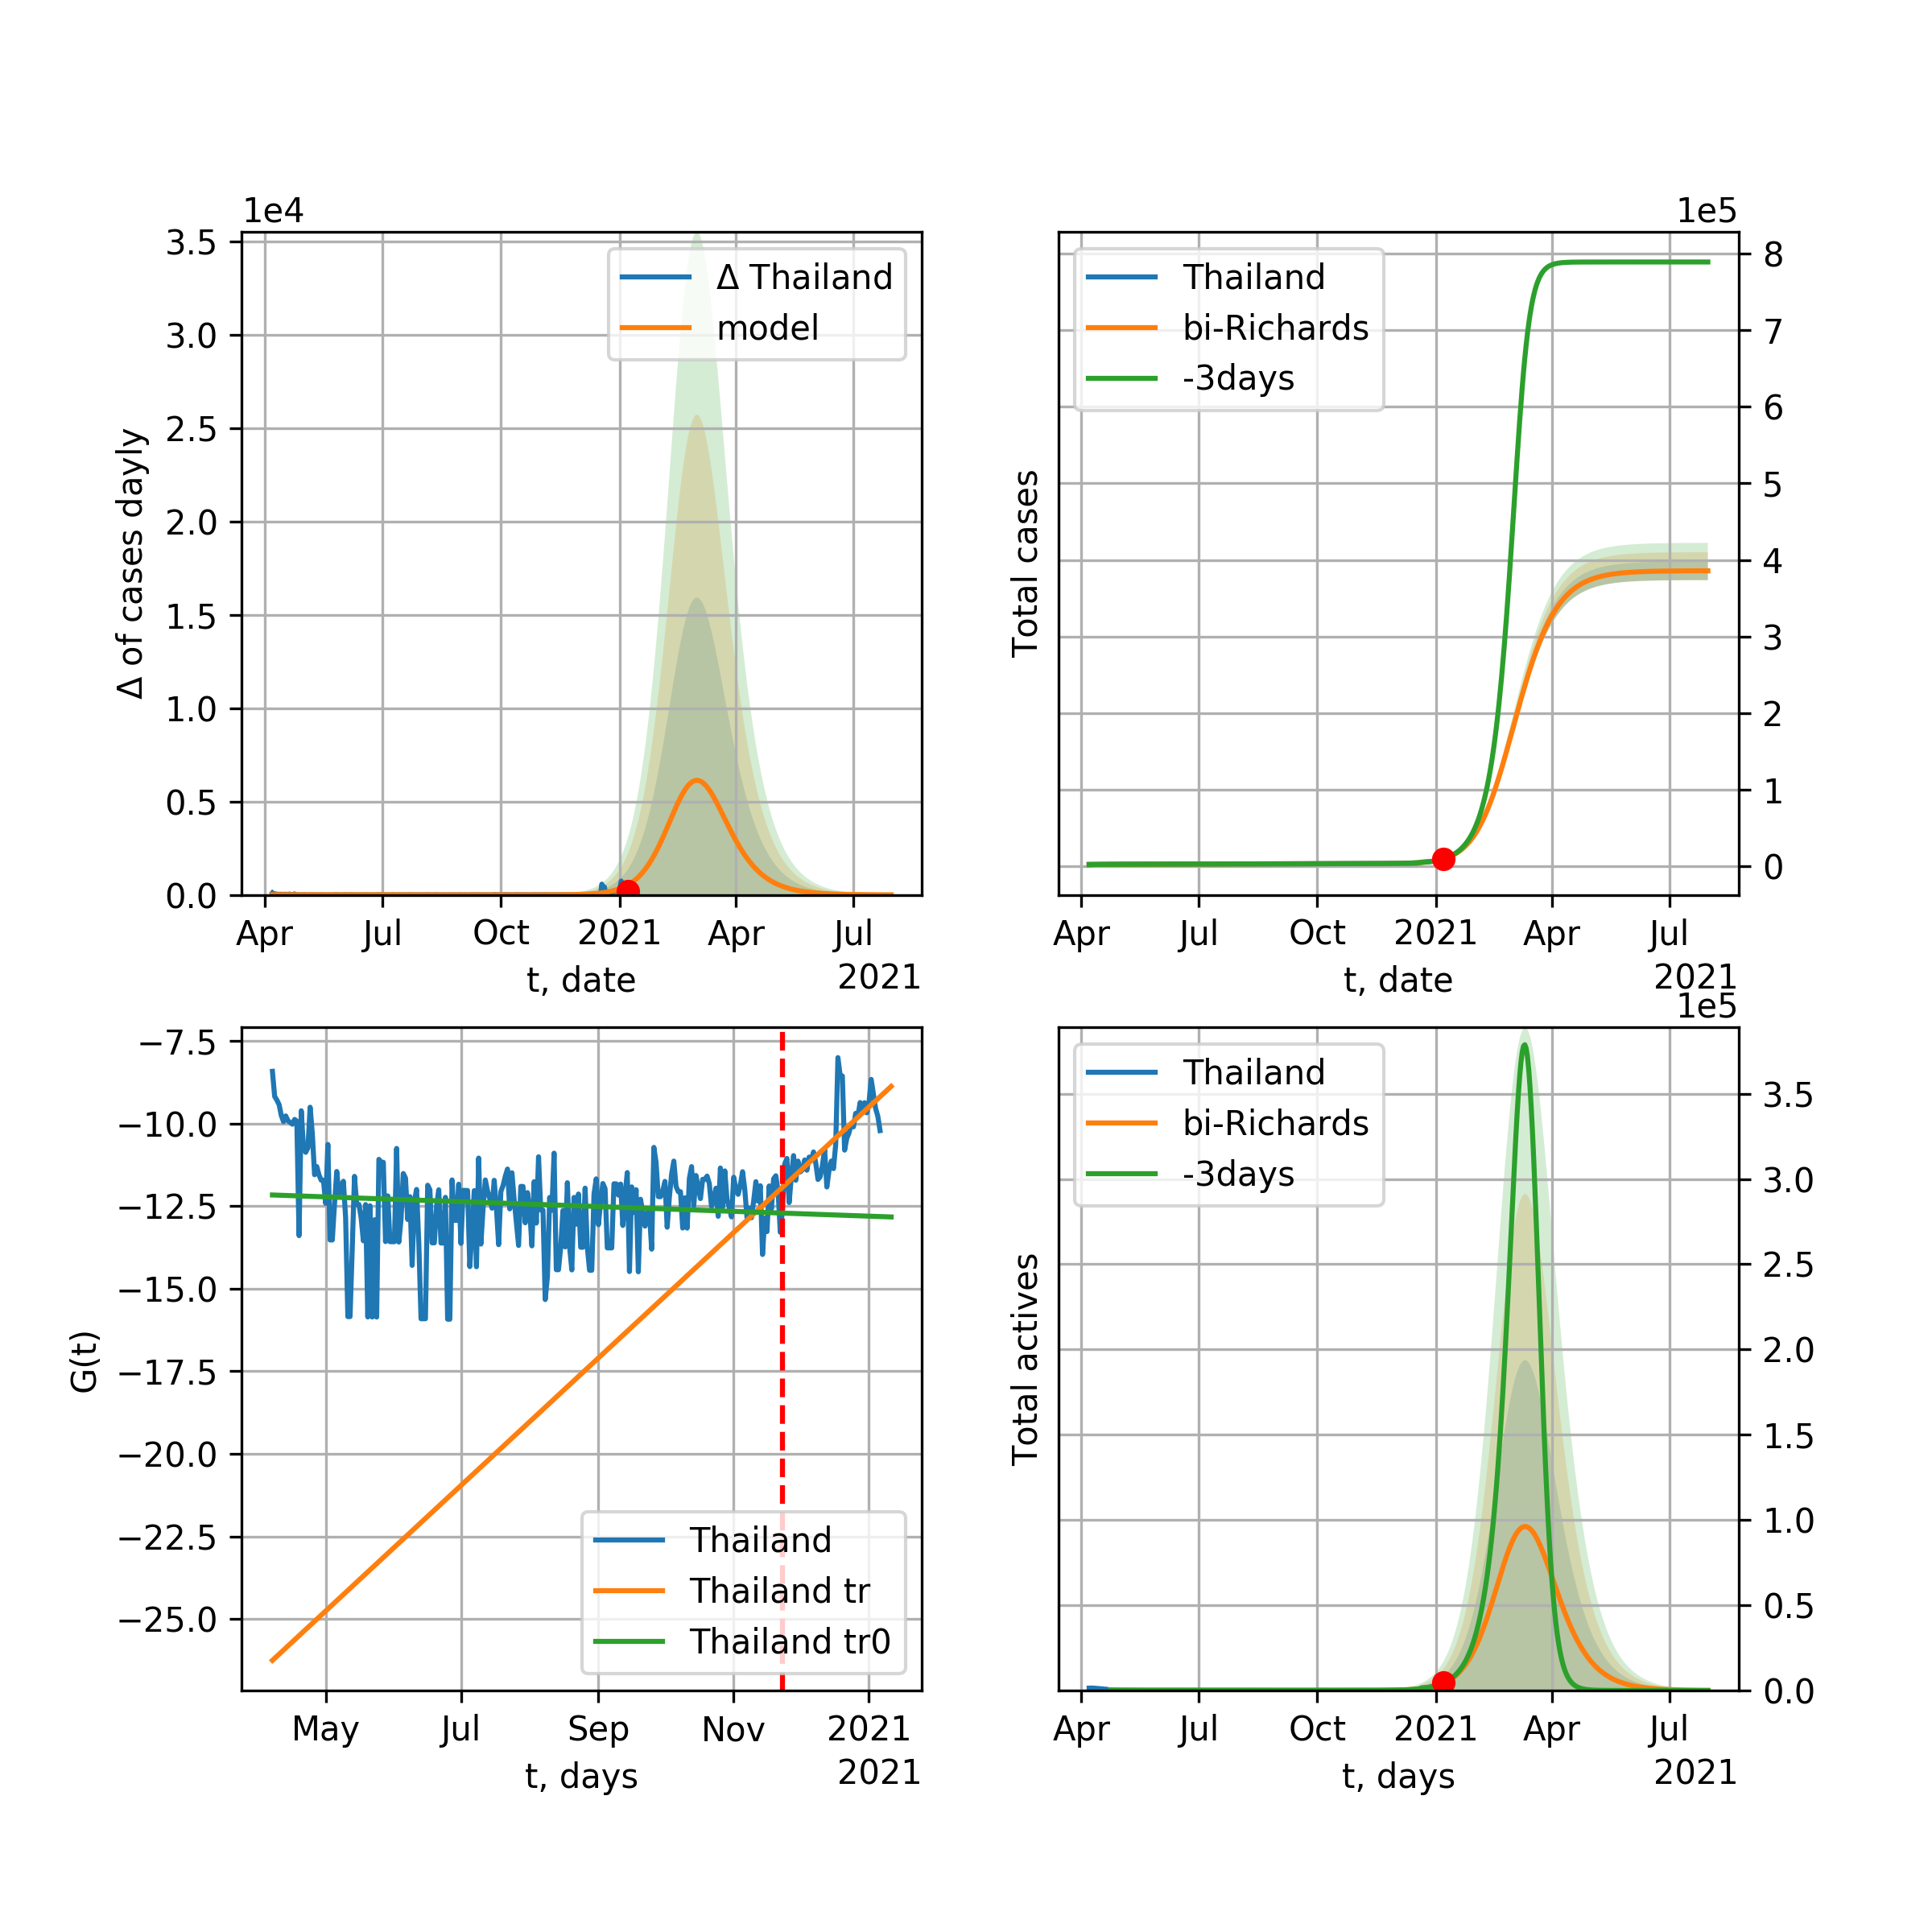 1e4
3.5
3.0
2.5
2.0
1.5
1.0
0.5
0.0
Δ of cases dayly
Δ Thailand
model
Apr Jul Oct 2021 Apr Jul
t, date
2021
1e5
8
7
6
5
4
3
2
1
0
Total cases
Thailand
bi-Richards
-3days
Apr Jul Oct 2021 Apr Jul
t, date
2021
−7.5
−10.0
−12.5
−15.0
−17.5
−20.0
−22.5
−25.0
G(t)
Thailand
Thailand tr
Thailand tr0
May Jul Sep Nov 2021
t, days
2021
1e5
3.5
3.0
2.5
2.0
1.5
1.0
0.5
0.0
Total actives
Thailand
bi-Richards
-3days
Apr Jul Oct 2021 Apr Jul
t, days
2021